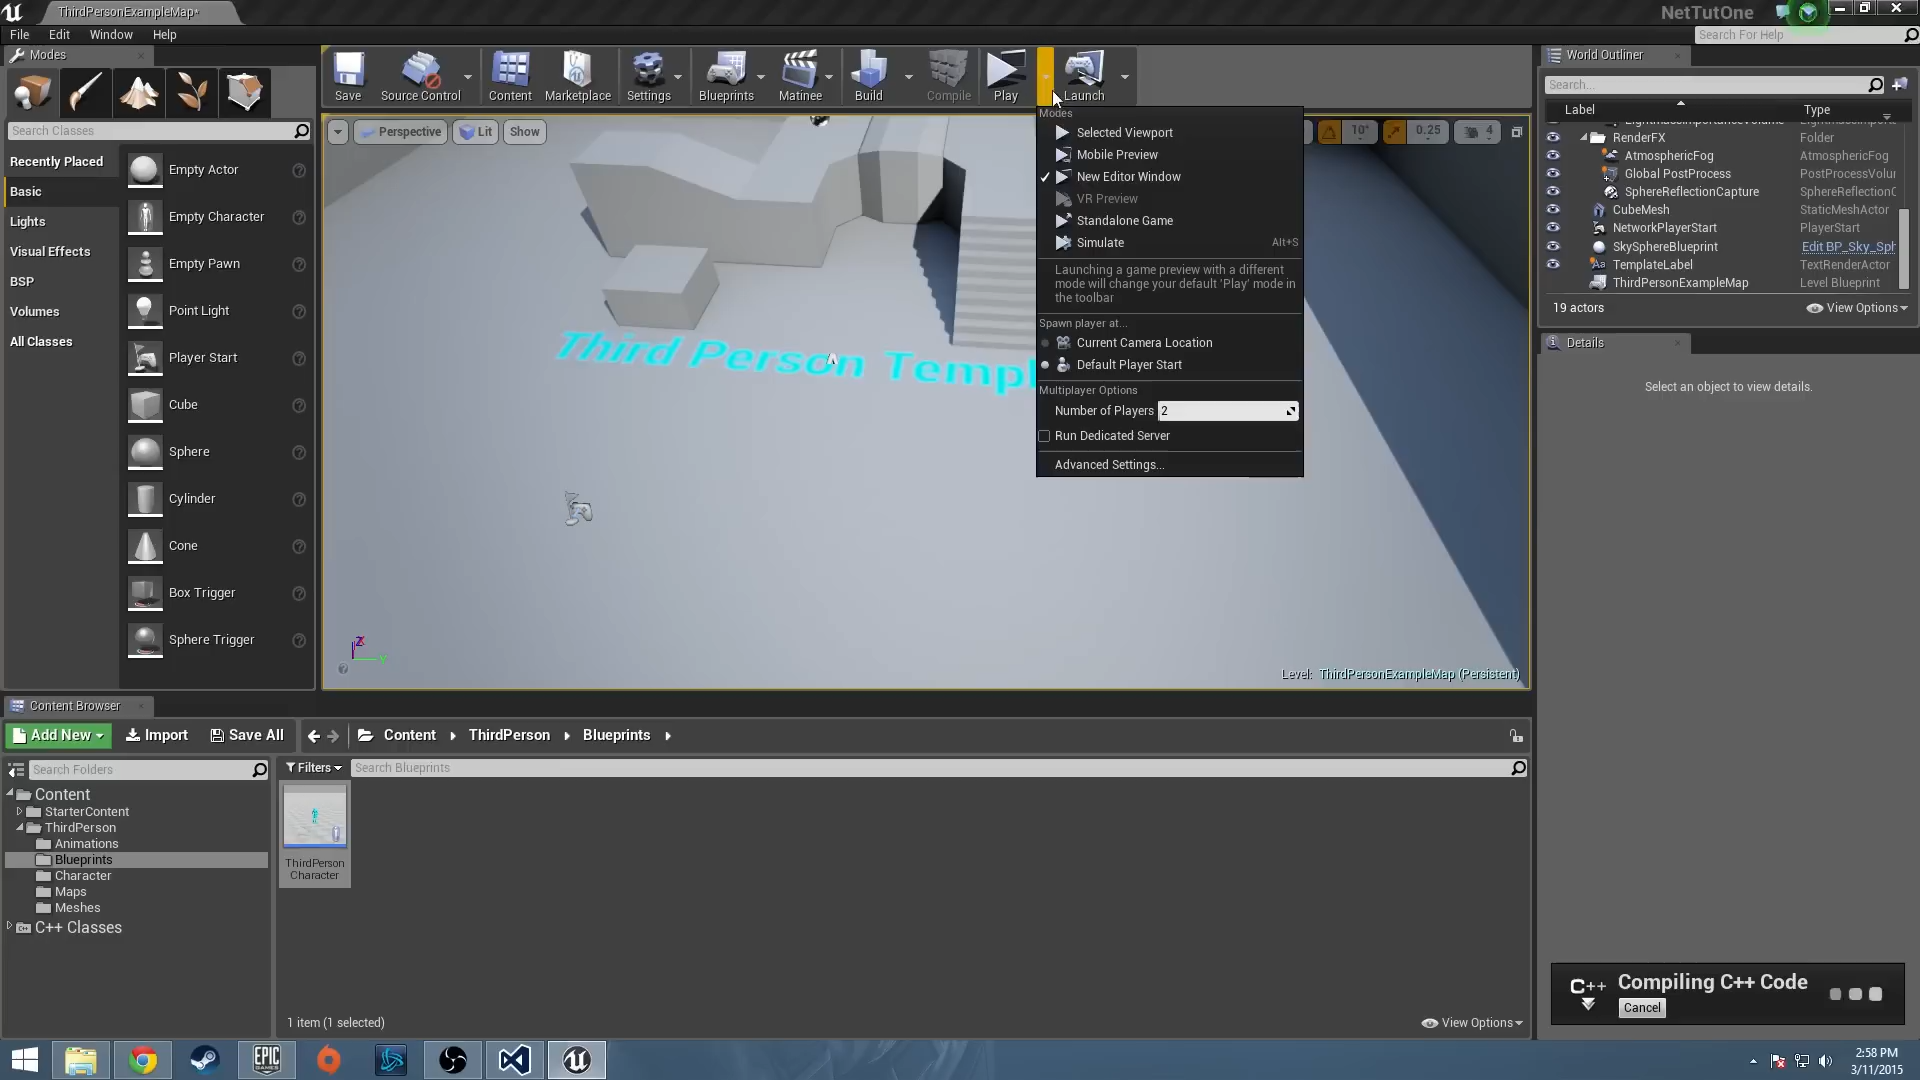 ThirdPersonExampleMap*
NetTutOne
File Edit Window Help
Search For Help
Modes
Save Source Control Content Marketplace Settings Blueprints Matinee Build Compile Play Launch
World Outliner
Search...
Label Type
Search Classes
Recently Placed
Basic
Lights
Visual Effects
BSP
Volumes
All Classes
Empty Actor
Empty Character
Empty Pawn
Point Light
Player Start
Cube
Sphere
Cylinder
Cone
Box Trigger
Sphere Trigger
Perspective Lit Show
10° 0.25 4
Third Person Templ
Modes
Selected Viewport
Mobile Preview
New Editor Window
VR Preview
Standalone Game
Simulate Alt+S
Launching a game preview with a different
mode will change your default 'Play' mode in
the toolbar
Spawn player at...
Current Camera Location
Default Player Start
Multiplayer Options
Number of Players 2
Run Dedicated Server
Advanced Settings...
Level: ThirdPersonExampleMap (Persistent)
RenderFX Folder
AtmosphericFog AtmosphericFog
Global PostProcess PostProcessVolu
SphereReflectionCapture SphereReflectionC
CubeMesh StaticMeshActor
NetworkPlayerStart PlayerStart
SkySphereBlueprint Edit BP_Sky_Sph
TemplateLabel TextRenderActor
ThirdPersonExampleMap Level Blueprint
19 actors View Options
Details
Select an object to view details.
Content Browser
Add New Import Save All Content ThirdPerson Blueprints
Search Folders
Filters Search Blueprints
Content
StarterContent
ThirdPerson
Animations
Blueprints
Character
Maps
Meshes
C++ Classes
ThirdPerson
Character
1 item (1 selected) View Options
C++ Compiling C++ Code
Cancel
EPIC
GAMES
2:58 PM
3/11/2015